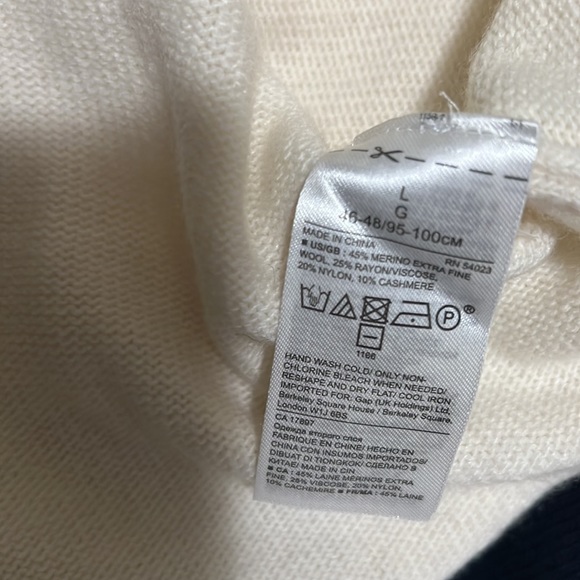 L
G
46-48/95-100CM
MADE IN CHINA RN 54023
■ US/GB : 45% MERINO EXTRA FINE
WOOL, 25% RAYON/VISCOSE,
20% NYLON, 10% CASHMERE
P ®
1166
HAND WASH COLD/ ONLY NON-
CHLORINE BLEACH WHEN NEEDED/
RESHAPE AND DRY FLAT/ COOL IRON
IMPORTED FOR: Gap (UK Holdings) Ltd,
Berkeley Square House / Berkeley Square,
London W1J 6BS
CA 17897
Одежда второго слоя
FABRIQUE EN CHINE/ HECHO EN
CHINA CON INSUMOS IMPORTADOS/
DIBUAT DI TIONGKOK/ СДЕЛАНО В
КИТАЕ/ MADE IN CIN
■ CA : 45% LAINE MERINOS EXTRA
FINE, 25% VISCOSE, 20% NYLON,
10% CACHEMIRE ■ FR/MA : 45% LAINE